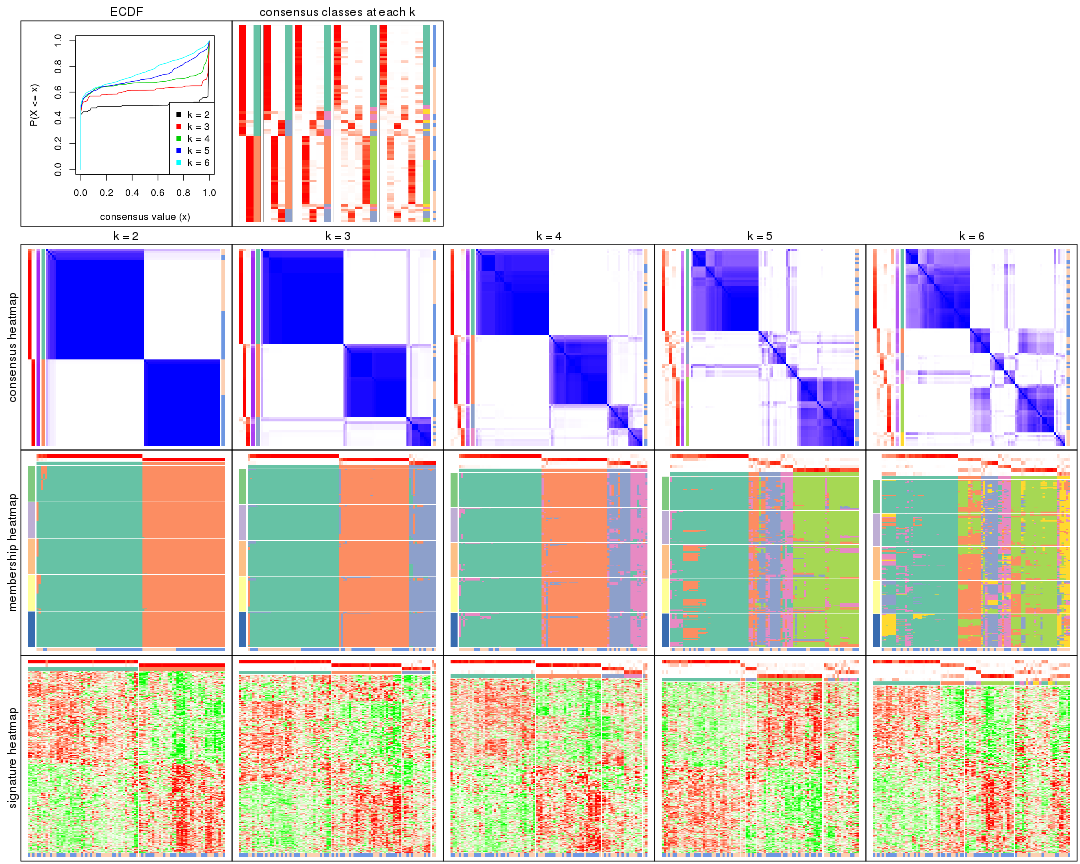 ECDF
consensus classes at each k
P(X <= x)
0.0
0.2
0.4
0.6
0.8
1.0
k = 2
k = 3
k = 4
k = 5
k = 6
0.0 0.2 0.4 0.6 0.8 1.0
consensus value (x)
k = 2
k = 3
k = 4
k = 5
k = 6
consensus heatmap
membership heatmap
signature heatmap